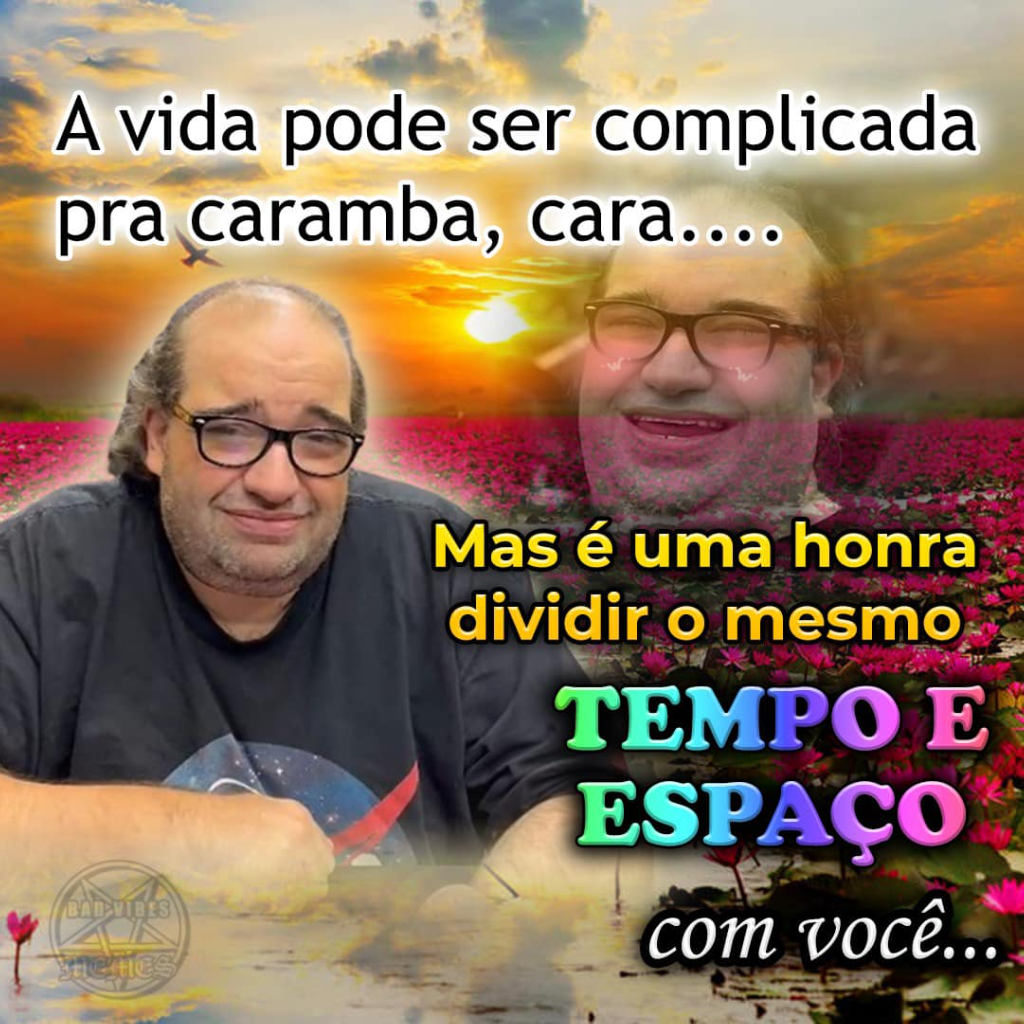 A vida pode ser complicada
pra caramba, cara....
Mas é uma honra
dividir o mesmo
TEMPO E
ESPAÇO
com você...
BAD VIBES
MEMES